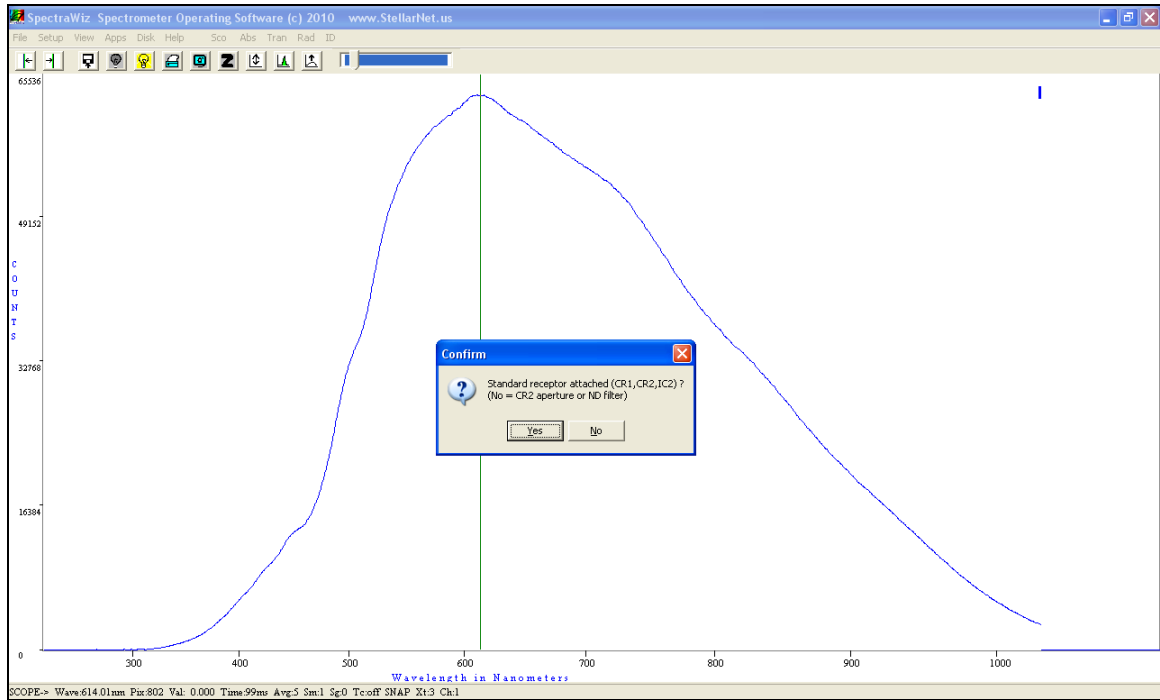 SpectraWiz Spectrometer Operating Software (c) 2010 www.StellarNet.us
File Setup View Apps Disk Help Sco Abs Tran Rad ID
65536
49152
COUNTS
32768
16384
0
Confirm
Standard receptor attached (CR1,CR2,IC2) ?
(No = CR2 aperture or ND filter)
Yes No
300 400 500 600 700 800 900 1000
Wavelength in Nanometers
SCOPE-> Wave:614.01nm Pix:802 Val: 0.000 Time:99ms Avg:5 Sm:1 Sg:0 Tc:off SNAP Xt:3 Ch:1